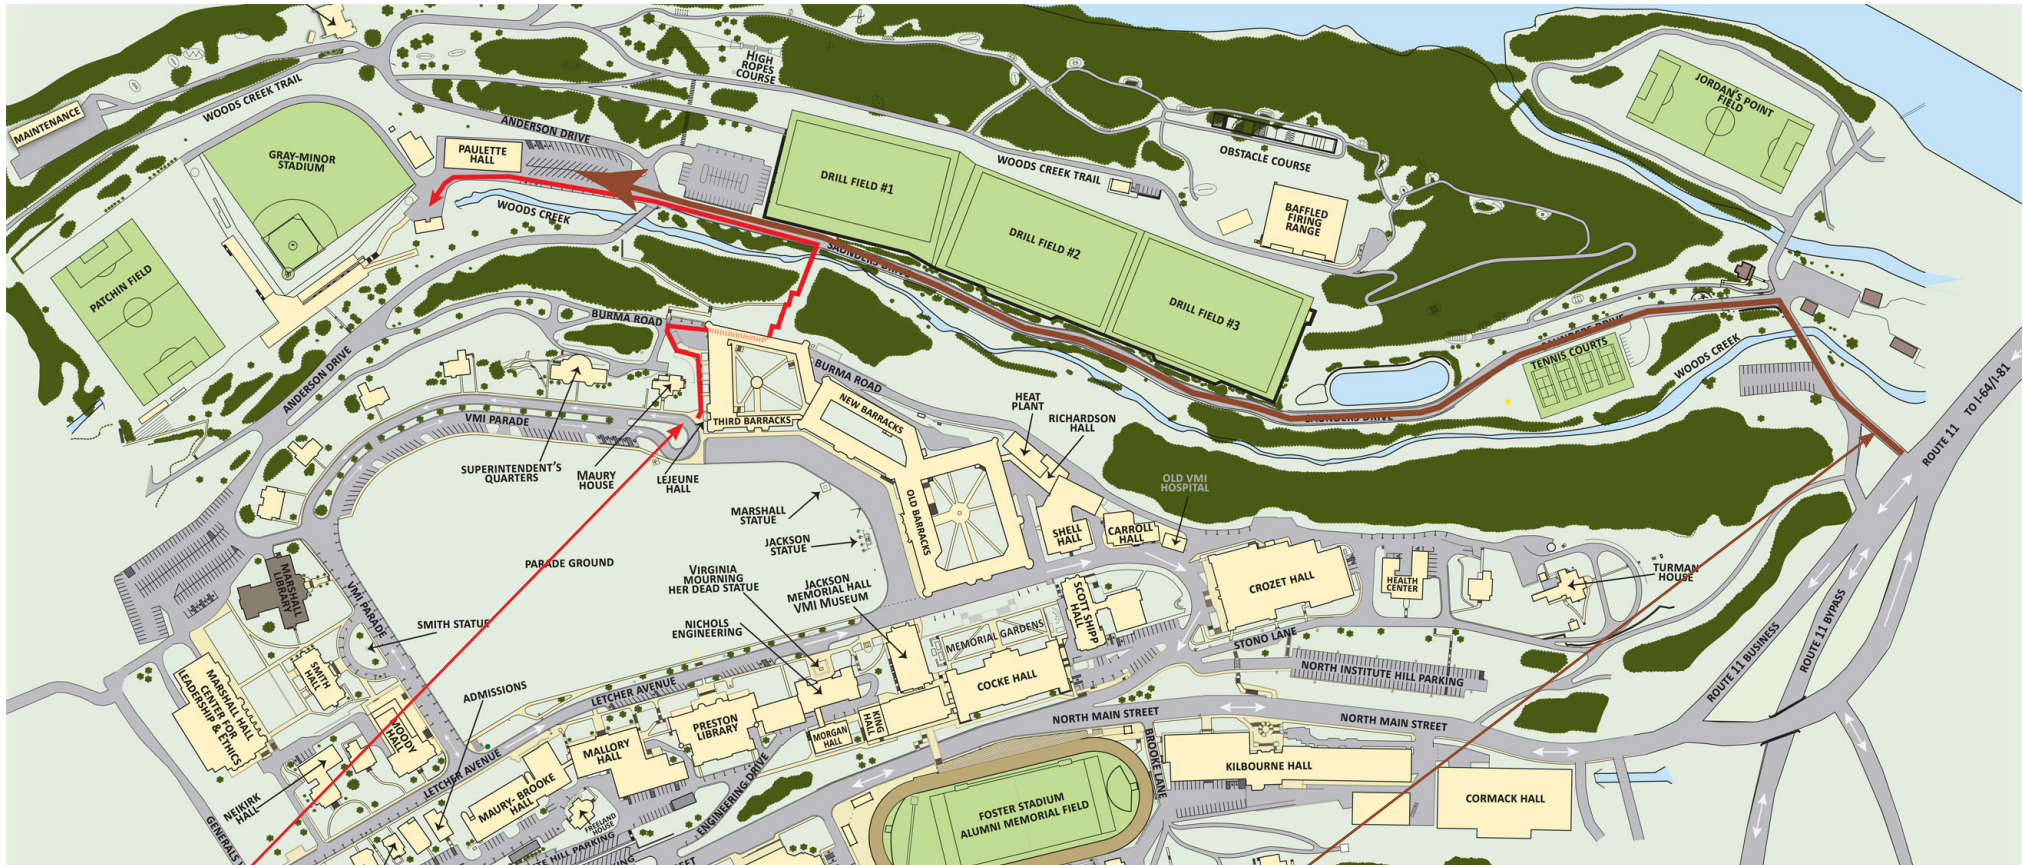 MAINTENANCE
WOODS CREEK TRAIL
HIGH
ROPES
COURSE
JORDAN'S POINT
FIELD
ANDERSON DRIVE
PAULETTE
HALL
GRAY-MINOR
STADIUM
WOODS CREEK
DRILL FIELD #1
WOODS CREEK TRAIL
OBSTACLE COURSE
BAFFLED
FIRING
RANGE
DRILL FIELD #2
SAUNDERS DRIVE
PATCHIN FIELD
DRILL FIELD #3
BURMA ROAD
SAUNDERS DRIVE
TENNIS COURTS
WOODS CREEK
ANDERSON DRIVE
BURMA ROAD
TO I-64/I-81
ROUTE 11
VMI PARADE
THIRD BARRACKS
NEW BARRACKS
HEAT
PLANT
RICHARDSON
HALL
SAUNDERS DRIVE
SUPERINTENDENT'S
QUARTERS
MAURY
HOUSE
LEJEUNE
HALL
OLD VMI
HOSPITAL
MARSHALL
STATUE
JACKSON
STATUE
OLD BARRACKS
SHELL
HALL
CARROLL
HALL
PARADE GROUND
CROZET HALL
HEALTH
CENTER
TURMAN
HOUSE
MARSHALL
LIBRARY
VMI PARADE
SMITH STATUE
VIRGINIA
MOURNING
HER DEAD STATUE
JACKSON
MEMORIAL HALL
VMI MUSEUM
NICHOLS
ENGINEERING
MEMORIAL GARDENS
SCOTT SHIPP
HALL
STONO LANE
NORTH INSTITUTE HILL PARKING
ROUTE 11 BUSINESS
ROUTE 11 BYPASS
SMITH
HALL
MARSHALL HALL
CENTER FOR
LEADERSHIP & ETHICS
ADMISSIONS
LETCHER AVENUE
COCKE HALL
MOODY
HALL
PRESTON
LIBRARY
MORGAN
HALL
KING
HALL
NORTH MAIN STREET
NORTH MAIN STREET
BROOKE LANE
LETCHER AVENUE
MALLORY
HALL
KILBOURNE HALL
CORMACK HALL
NEIKIRK
HALL
MAURY-BROOKE
HALL
FREELAND
HOUSE
ENGINEERING DRIVE
FOSTER STADIUM
ALUMNI MEMORIAL FIELD
GENERALS
HILL PARKING